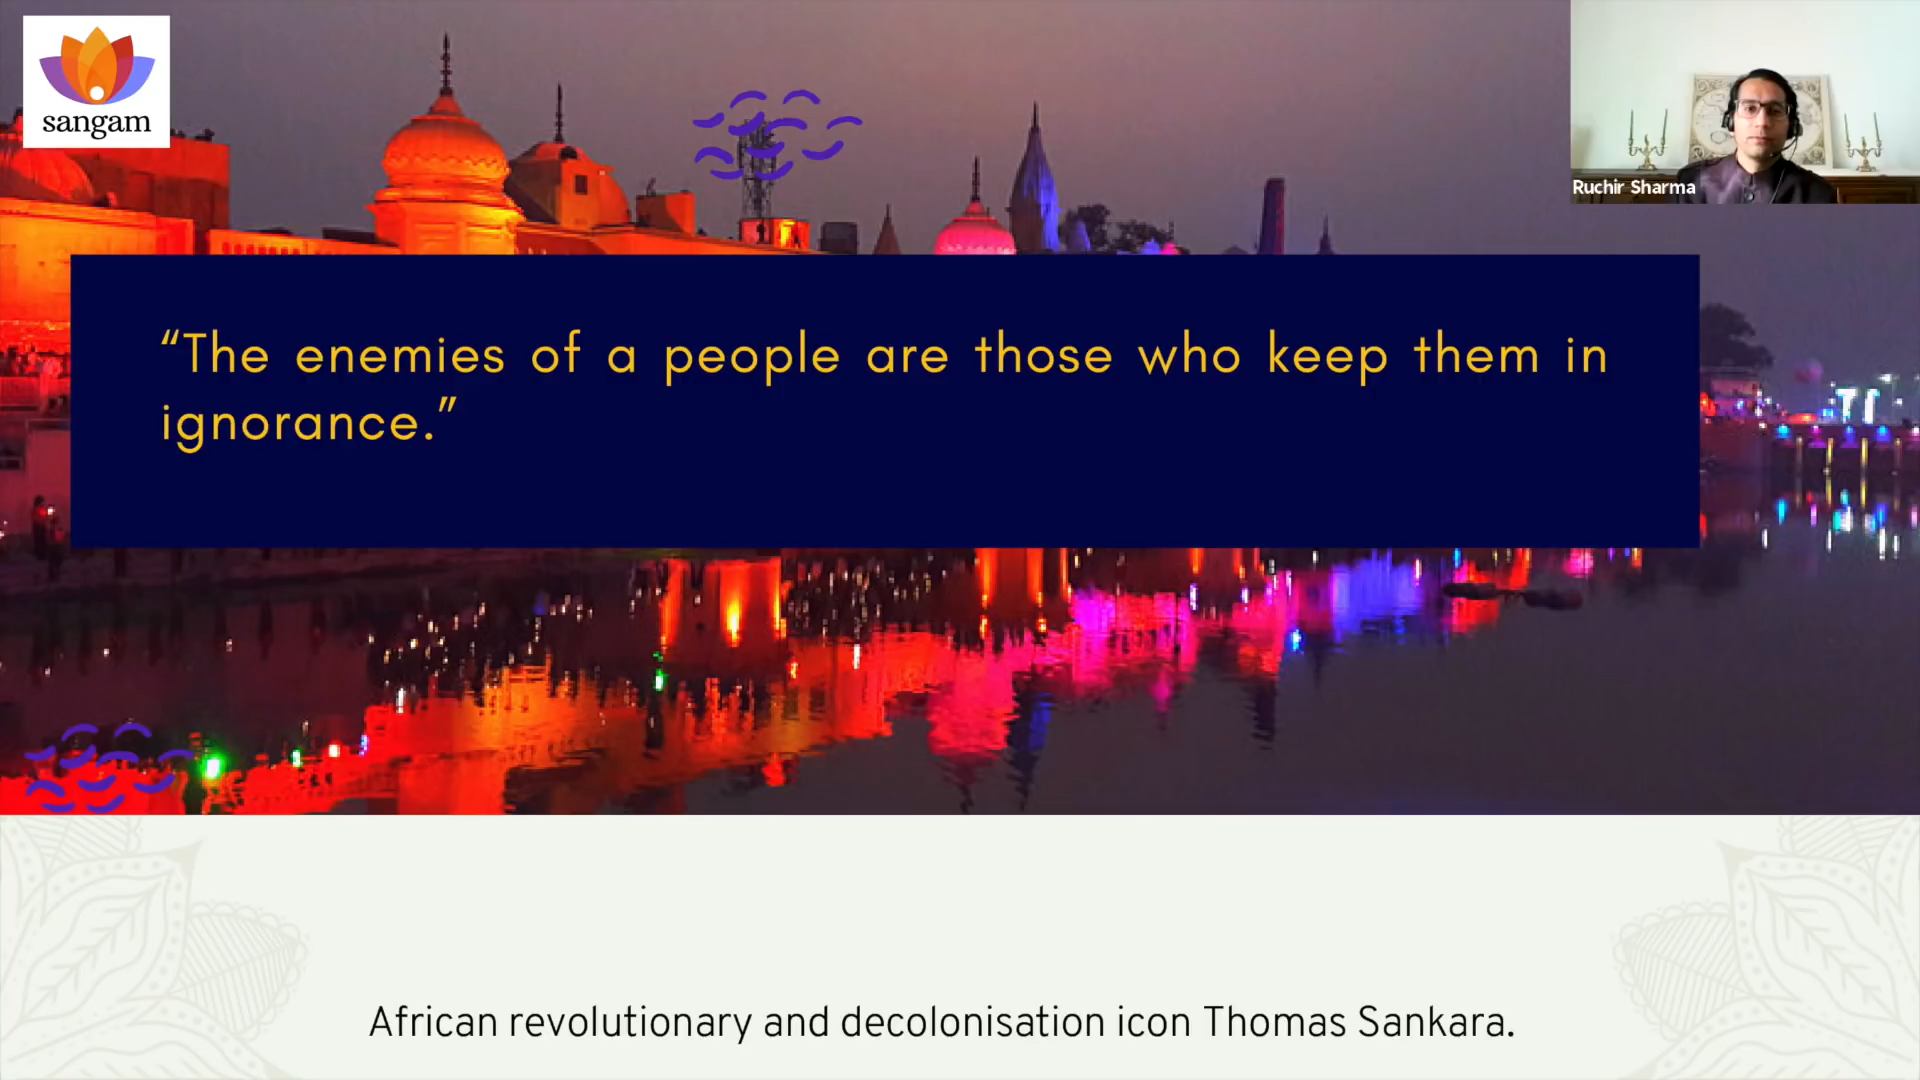 sangam
Ruchir Sharma
“The enemies of a people are those who keep them in
ignorance.”
African revolutionary and decolonisation icon Thomas Sankara.